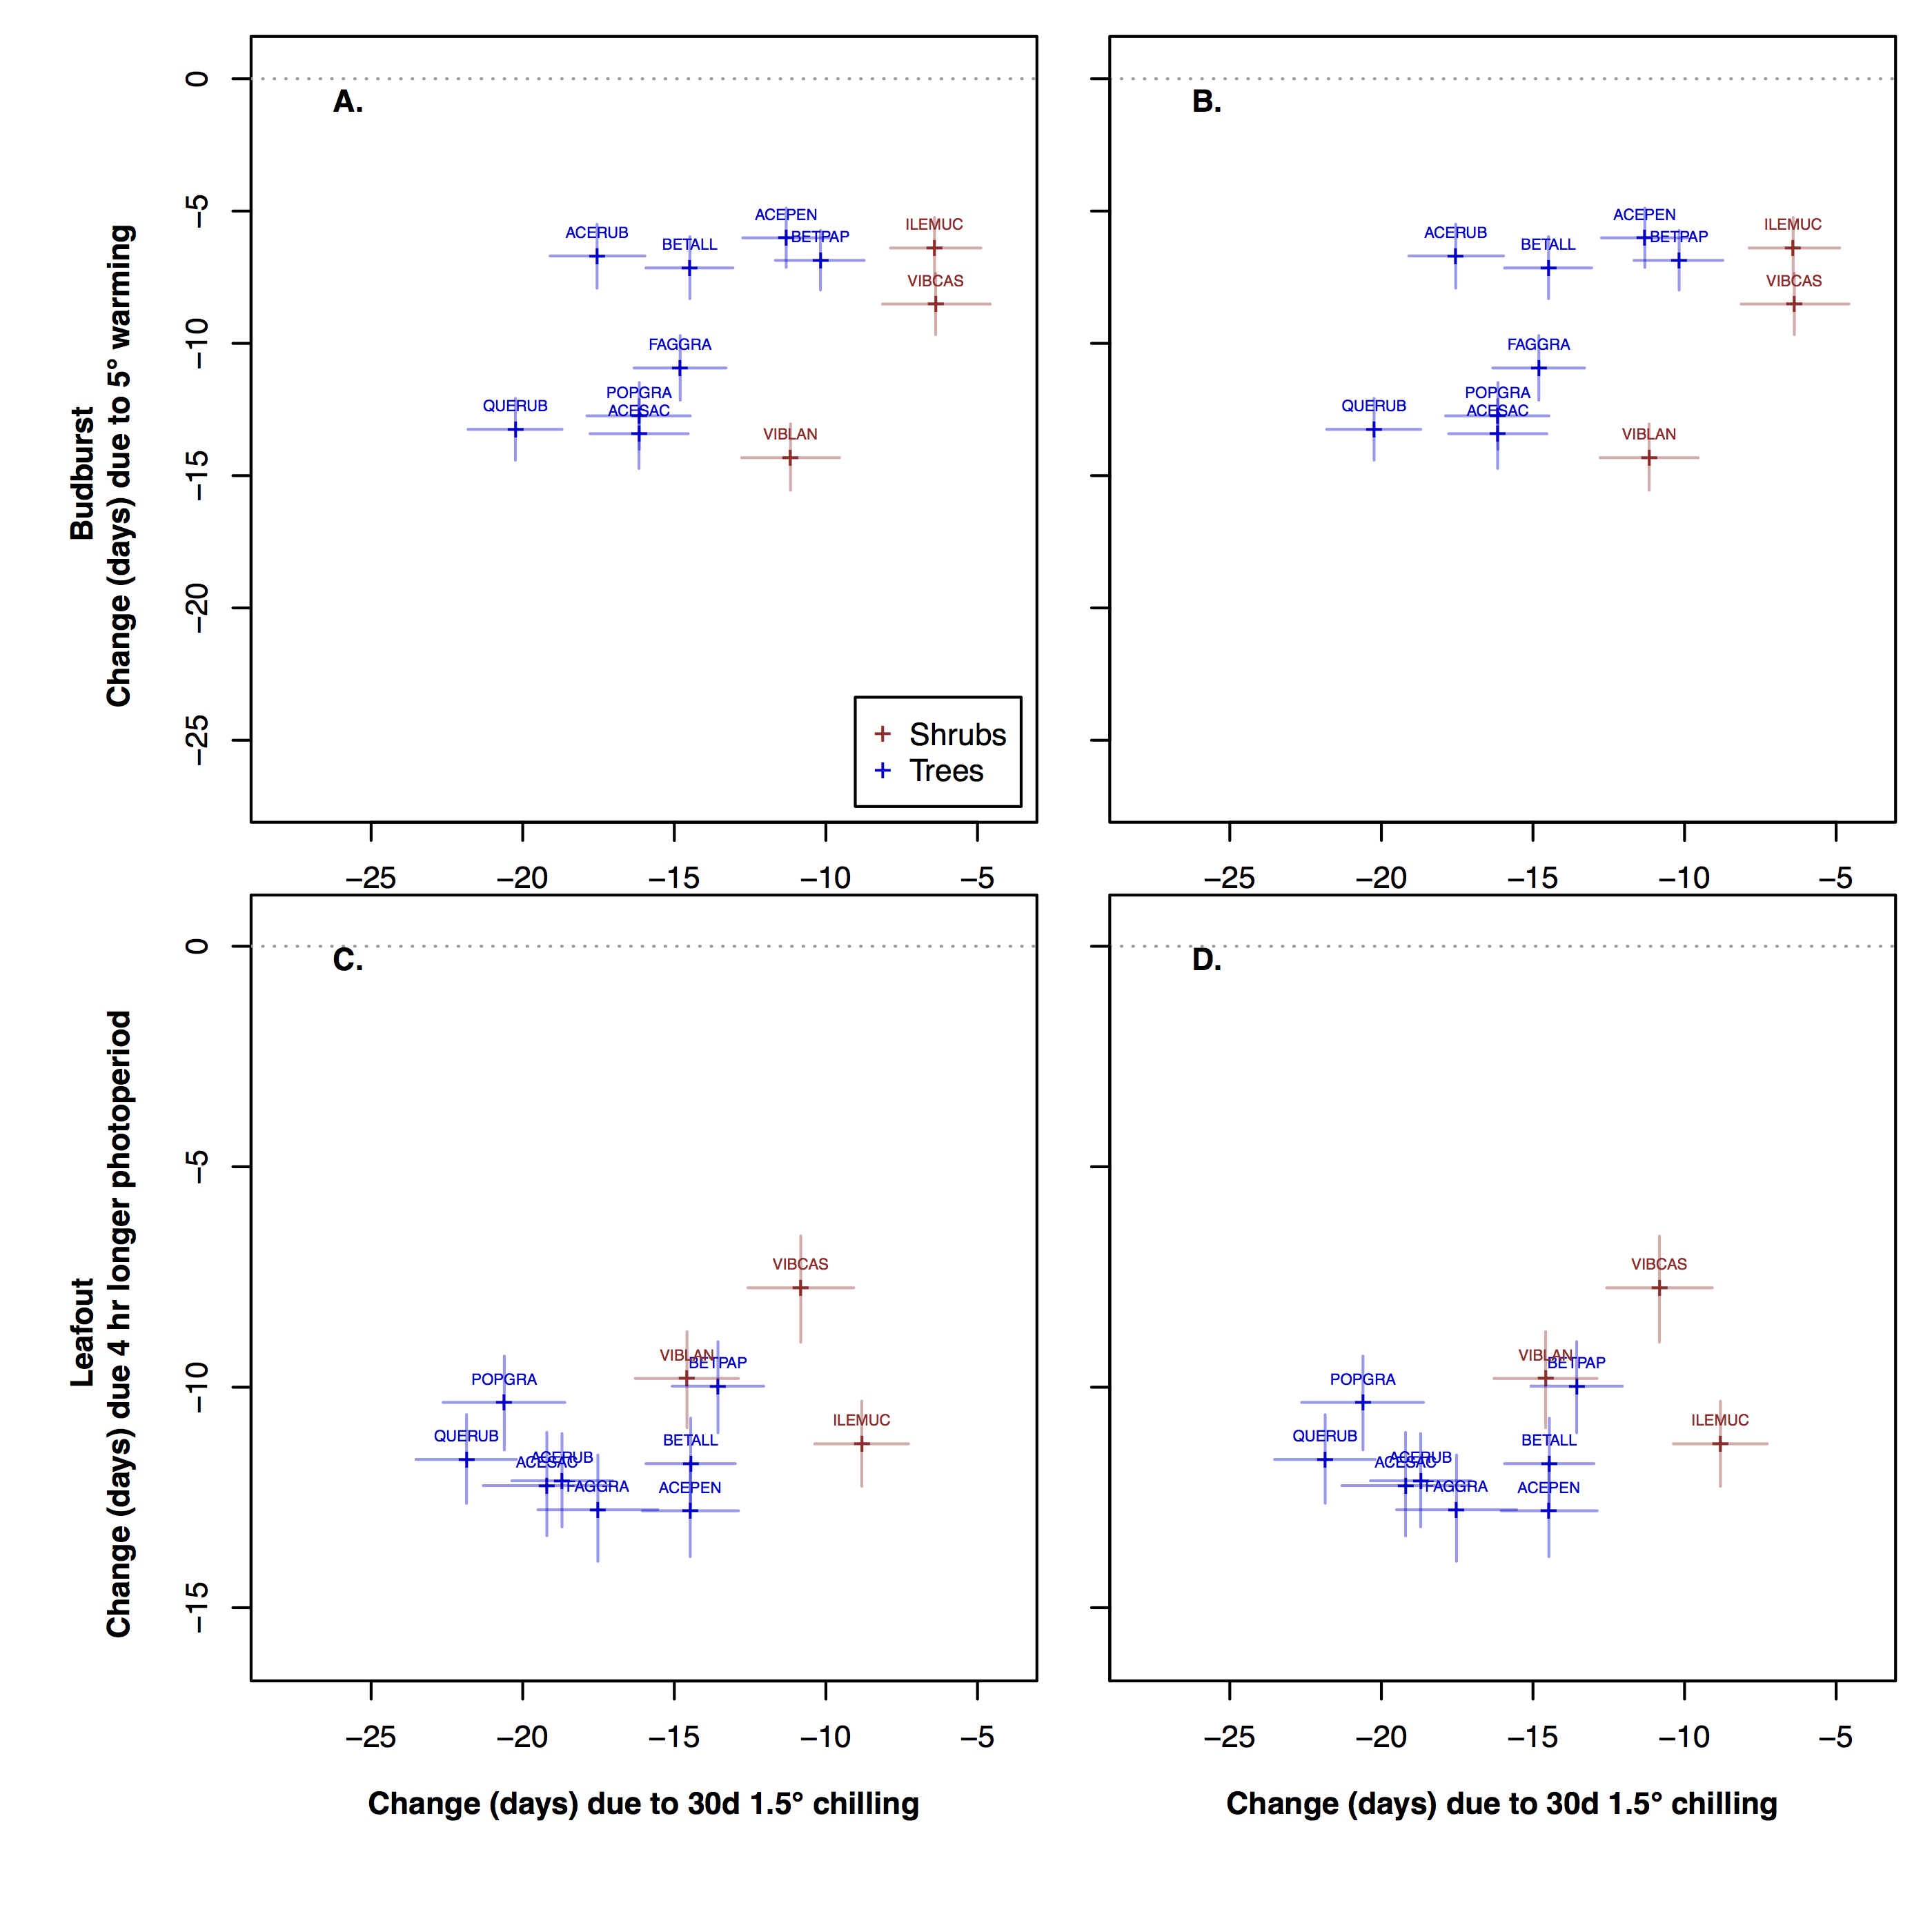 A.
B.
0
−5
−10
−15
−20
−25
Budburst
Change (days) due to 5° warming
ACEPEN
ACERUB
BETALL
BETPAP
ILEMUC
VIBCAS
FAGGRA
POPGRA
ACESAC
QUERUB
VIBLAN
Shrubs
Trees
−25 −20 −15 −10 −5
ACEPEN
ACERUB
BETALL
BETPAP
ILEMUC
VIBCAS
FAGGRA
POPGRA
ACESAC
QUERUB
VIBLAN
−25 −20 −15 −10 −5
C.
D.
0
−5
−10
−15
Leafout
Change (days) due 4 hr longer photoperiod
VIBCAS
VIBLAN
BETPAP
POPGRA
ILEMUC
QUERUB
BETALL
ACERUB
ACESAC
FAGGRA
ACEPEN
−25 −20 −15 −10 −5
Change (days) due to 30d 1.5° chilling
VIBCAS
VIBLAN
BETPAP
POPGRA
ILEMUC
QUERUB
BETALL
ACERUB
ACESAC
FAGGRA
ACEPEN
−25 −20 −15 −10 −5
Change (days) due to 30d 1.5° chilling